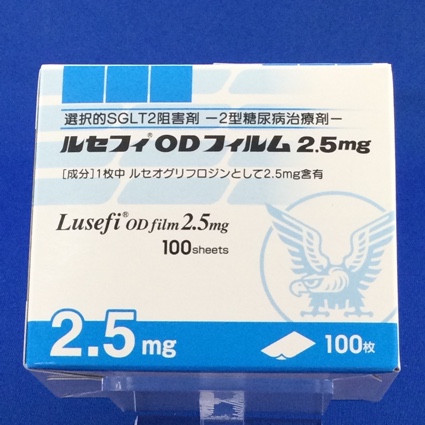 選択的SGLT2阻害剤 ー2型糖尿病治療剤ー
ルセフィ®ODフィルム 2.5mg
[成分]1枚中 ルセオグリフロジンとして2.5mg含有
Lusefi® OD film 2.5mg
100sheets
2.5mg
100枚